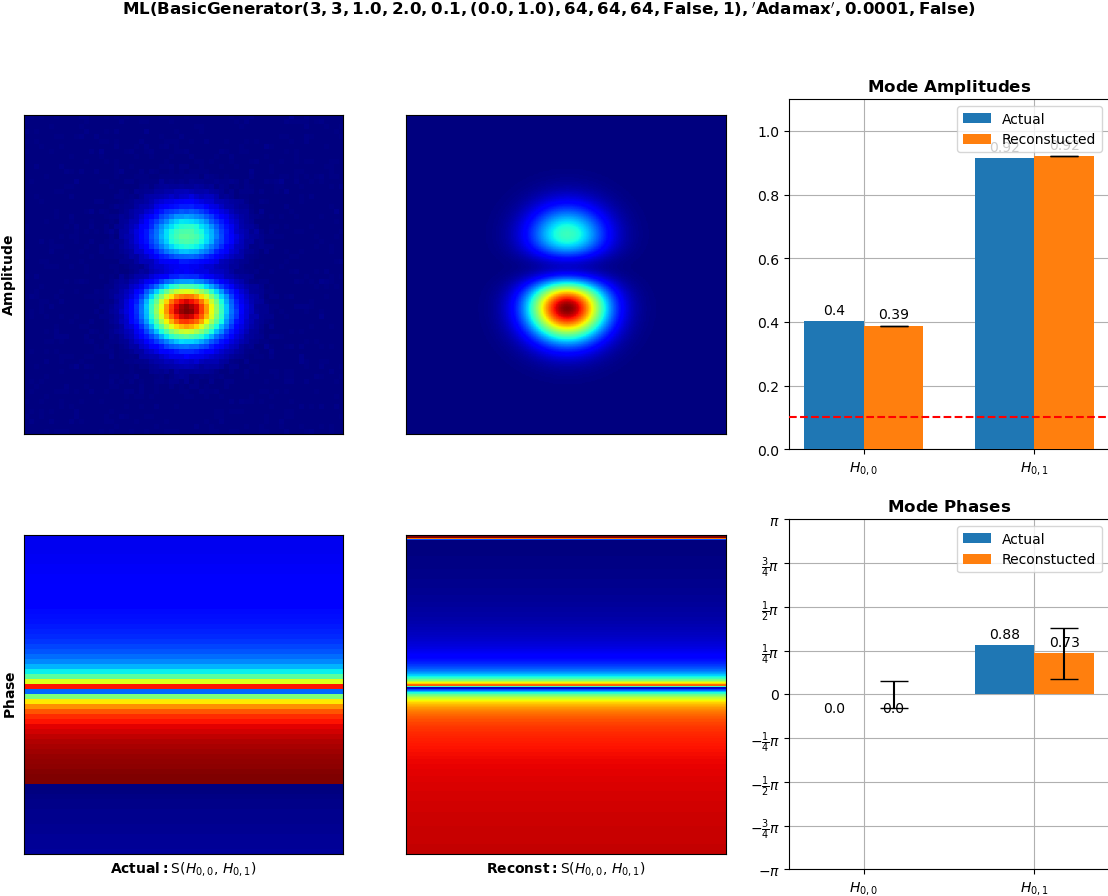 ML(BasicGenerator(3, 3, 1.0, 2.0, 0.1, (0.0, 1.0), 64, 64, 64, False, 1), ′Adamax′, 0.0001, False)
Mode Amplitudes
Actual
Reconstucted
1.0
0.8
0.6
0.4
0.2
0.0
0.4
0.39
0.92
0.92
H0,0
H0,1
Amplitude
Mode Phases
Actual
Reconstucted
π
3/4π
1/2π
1/4π
0
−1/4π
−1/2π
−3/4π
−π
0.0
0.0
0.88
0.73
H0,0
H0,1
Phase
Actual: S(H0,0, H0,1)
Reconst: S(H0,0, H0,1)